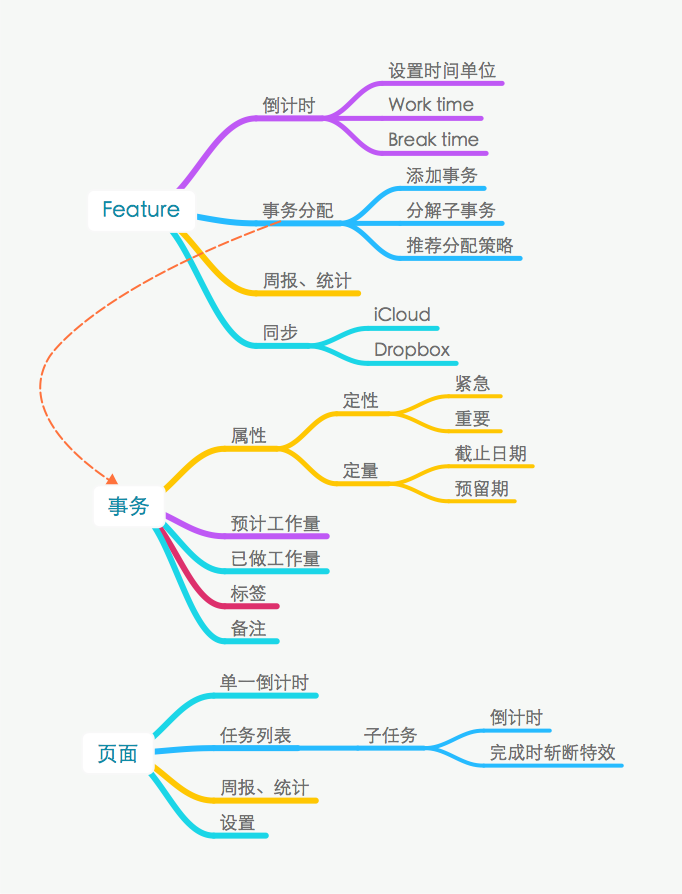 Feature
倒计时
设置时间单位
Work time
Break time
事务分配
添加事务
分解子事务
推荐分配策略
周报、统计
同步
iCloud
Dropbox
事务
属性
定性
紧急
重要
定量
截止日期
预留期
预计工作量
已做工作量
标签
备注
页面
单一倒计时
任务列表
子任务
倒计时
完成时斩断特效
周报、统计
设置